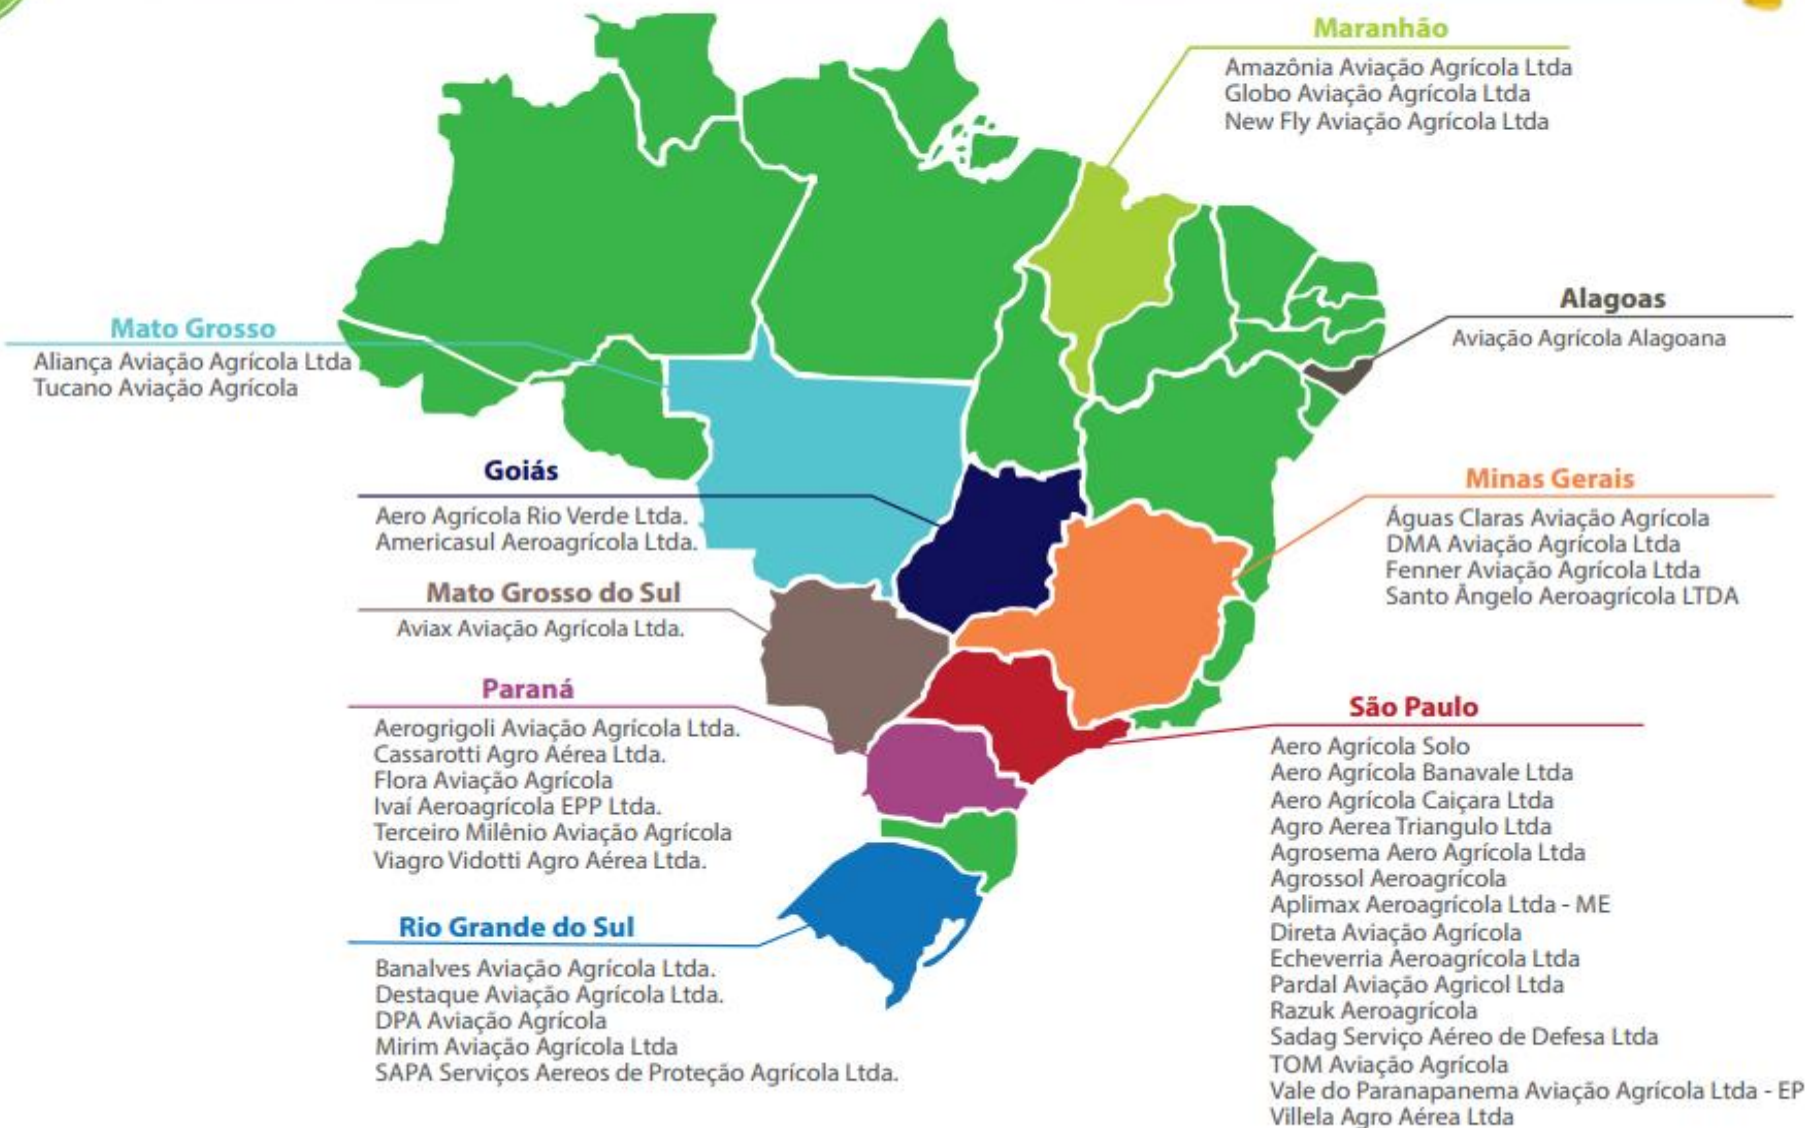 Maranhão
Amazônia Aviação Agrícola Ltda
Globo Aviação Agrícola Ltda
New Fly Aviação Agrícola Ltda
Alagoas
Aviação Agrícola Alagoana
Mato Grosso
Aliança Aviação Agrícola Ltda
Tucano Aviação Agrícola
Goiás
Aero Agrícola Rio Verde Ltda.
Americasul Aeroagrícola Ltda.
Minas Gerais
Águas Claras Aviação Agrícola
DMA Aviação Agrícola Ltda
Fenner Aviação Agrícola Ltda
Santo Ângelo Aeroagrícola LTDA
Mato Grosso do Sul
Aviax Aviação Agrícola Ltda.
Paraná
Aerogrigoli Aviação Agrícola Ltda.
Cassarotti Agro Aérea Ltda.
Flora Aviação Agrícola
Ivaí Aeroagrícola EPP Ltda.
Terceiro Milênio Aviação Agrícola
Viagro Vidotti Agro Aérea Ltda.
São Paulo
Aero Agrícola Solo
Aero Agrícola Banavale Ltda
Aero Agrícola Caiçara Ltda
Agro Aerea Triangulo Ltda
Agrosema Aero Agrícola Ltda
Agrossol Aeroagrícola
Aplimax Aeroagrícola Ltda - ME
Direta Aviação Agrícola
Echeverria Aeroagrícola Ltda
Pardal Aviação Agricol Ltda
Razuk Aeroagrícola
Sadag Serviço Aéreo de Defesa Ltda
TOM Aviação Agrícola
Vale do Paranapanema Aviação Agrícola Ltda - EP
Villela Agro Aérea Ltda
Rio Grande do Sul
Banalves Aviação Agrícola Ltda.
Destaque Aviação Agrícola Ltda.
DPA Aviação Agrícola
Mirim Aviação Agrícola Ltda
SAPA Serviços Aereos de Proteção Agrícola Ltda.